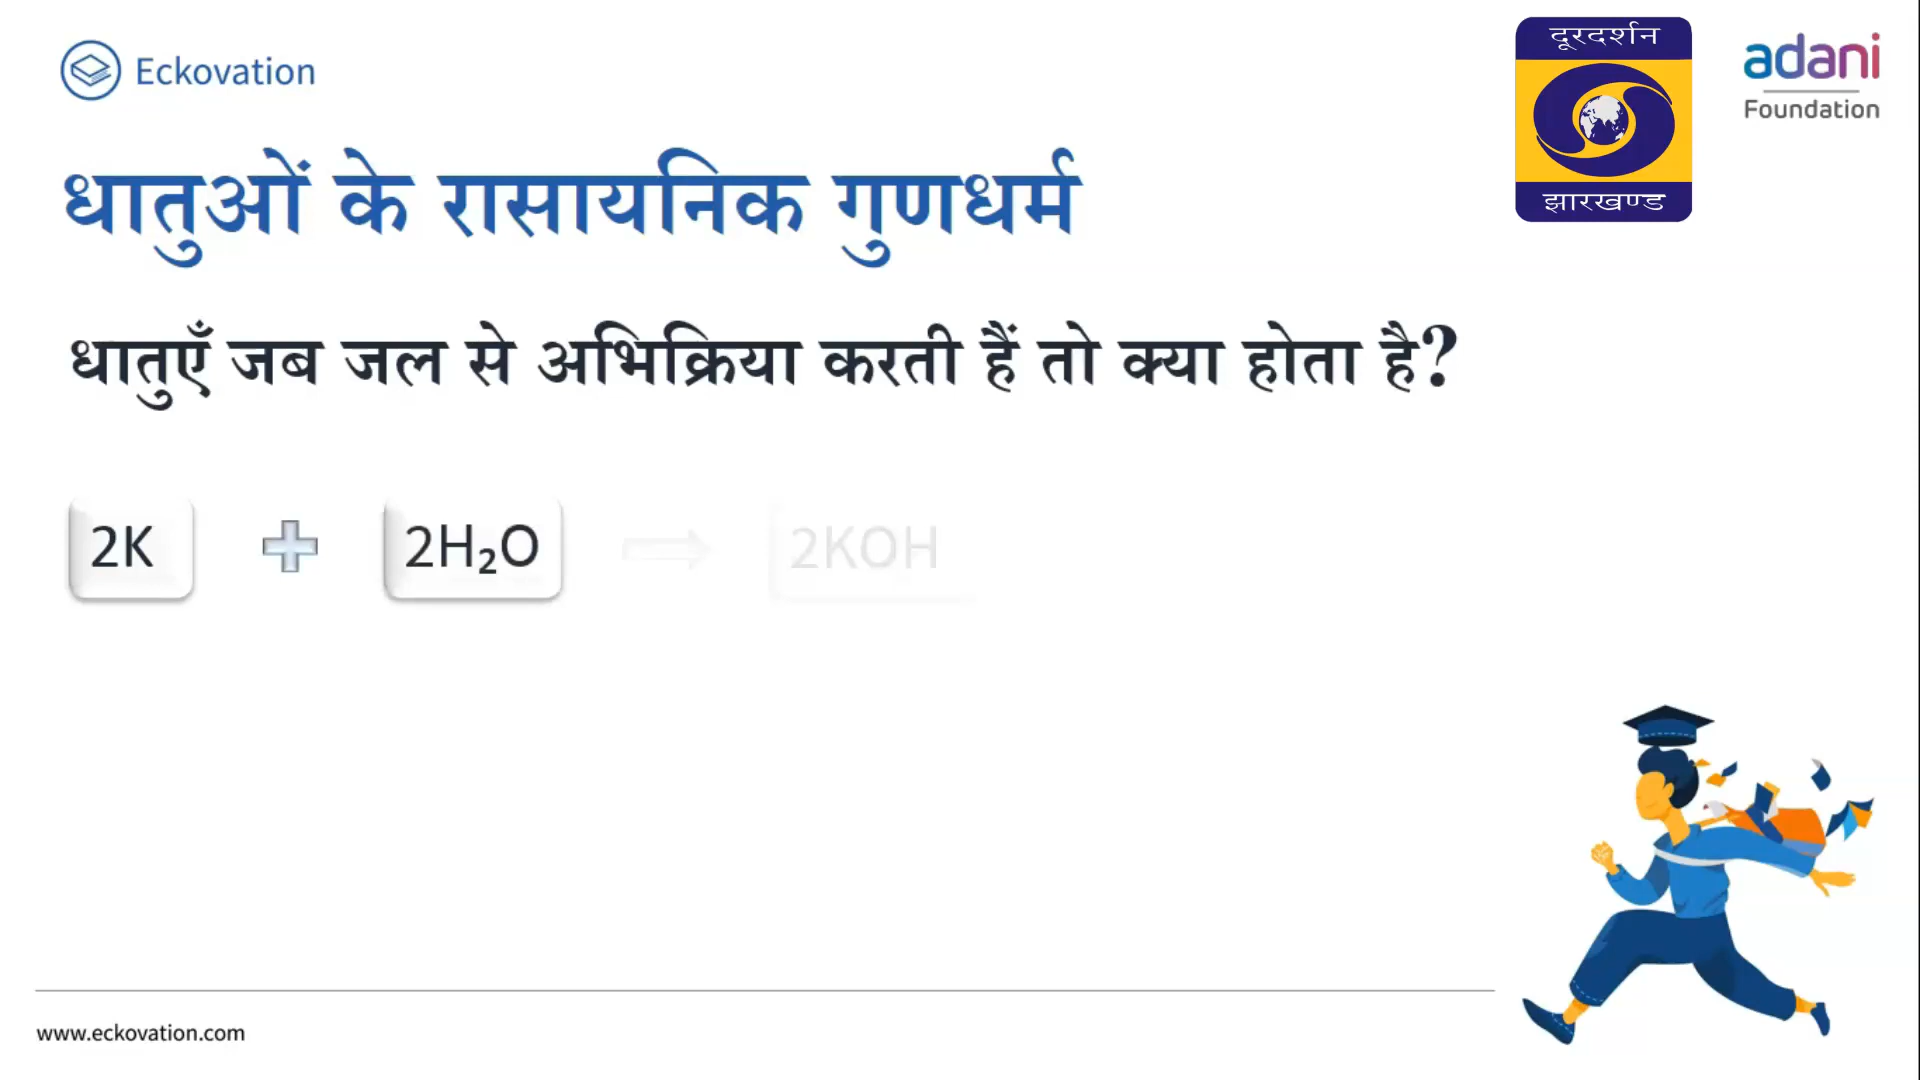 Eckovation
दूरदर्शन
झारखण्ड
adani
Foundation
धातुओं के रासायनिक गुणधर्म
धातुएँ जब जल से अभिक्रिया करती हैं तो क्या होता है?
2K + 2H₂O → 2KOH
www.eckovation.com